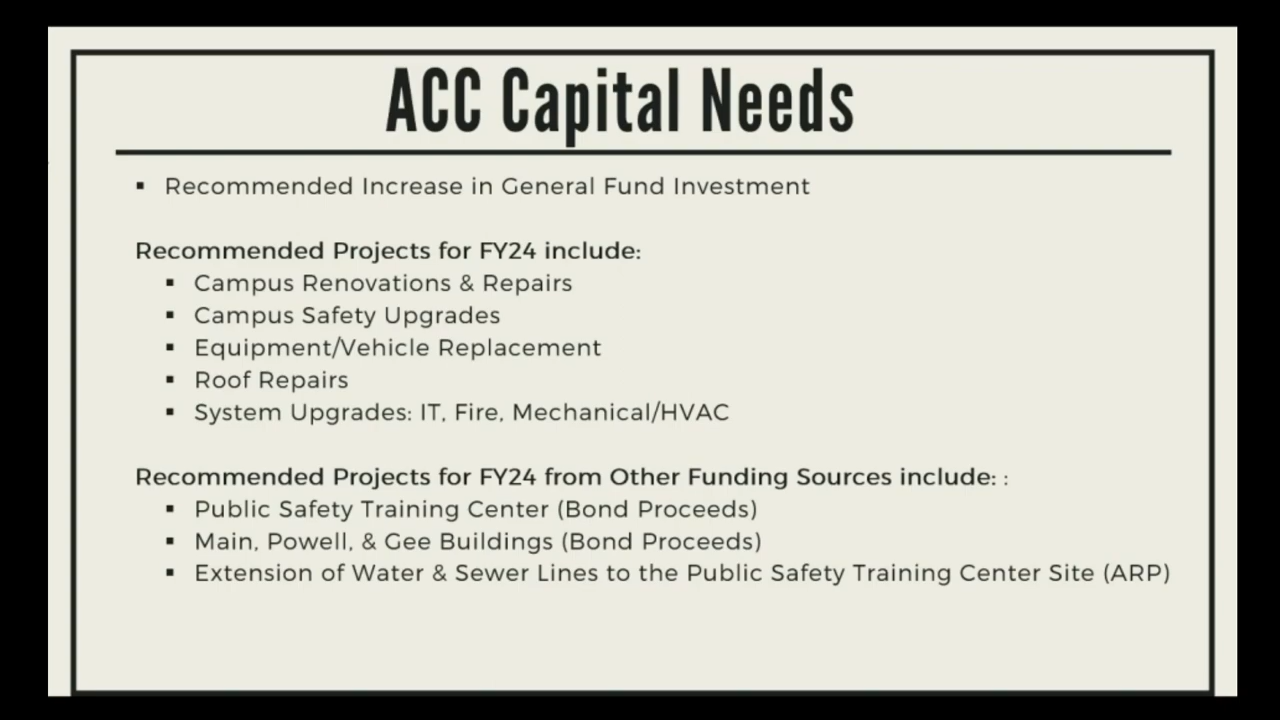 ACC Capital Needs
▪ Recommended Increase in General Fund Investment
Recommended Projects for FY24 include:
▪ Campus Renovations & Repairs
▪ Campus Safety Upgrades
▪ Equipment/Vehicle Replacement
▪ Roof Repairs
▪ System Upgrades: IT, Fire, Mechanical/HVAC
Recommended Projects for FY24 from Other Funding Sources include: :
▪ Public Safety Training Center (Bond Proceeds)
▪ Main, Powell, & Gee Buildings (Bond Proceeds)
▪ Extension of Water & Sewer Lines to the Public Safety Training Center Site (ARP)